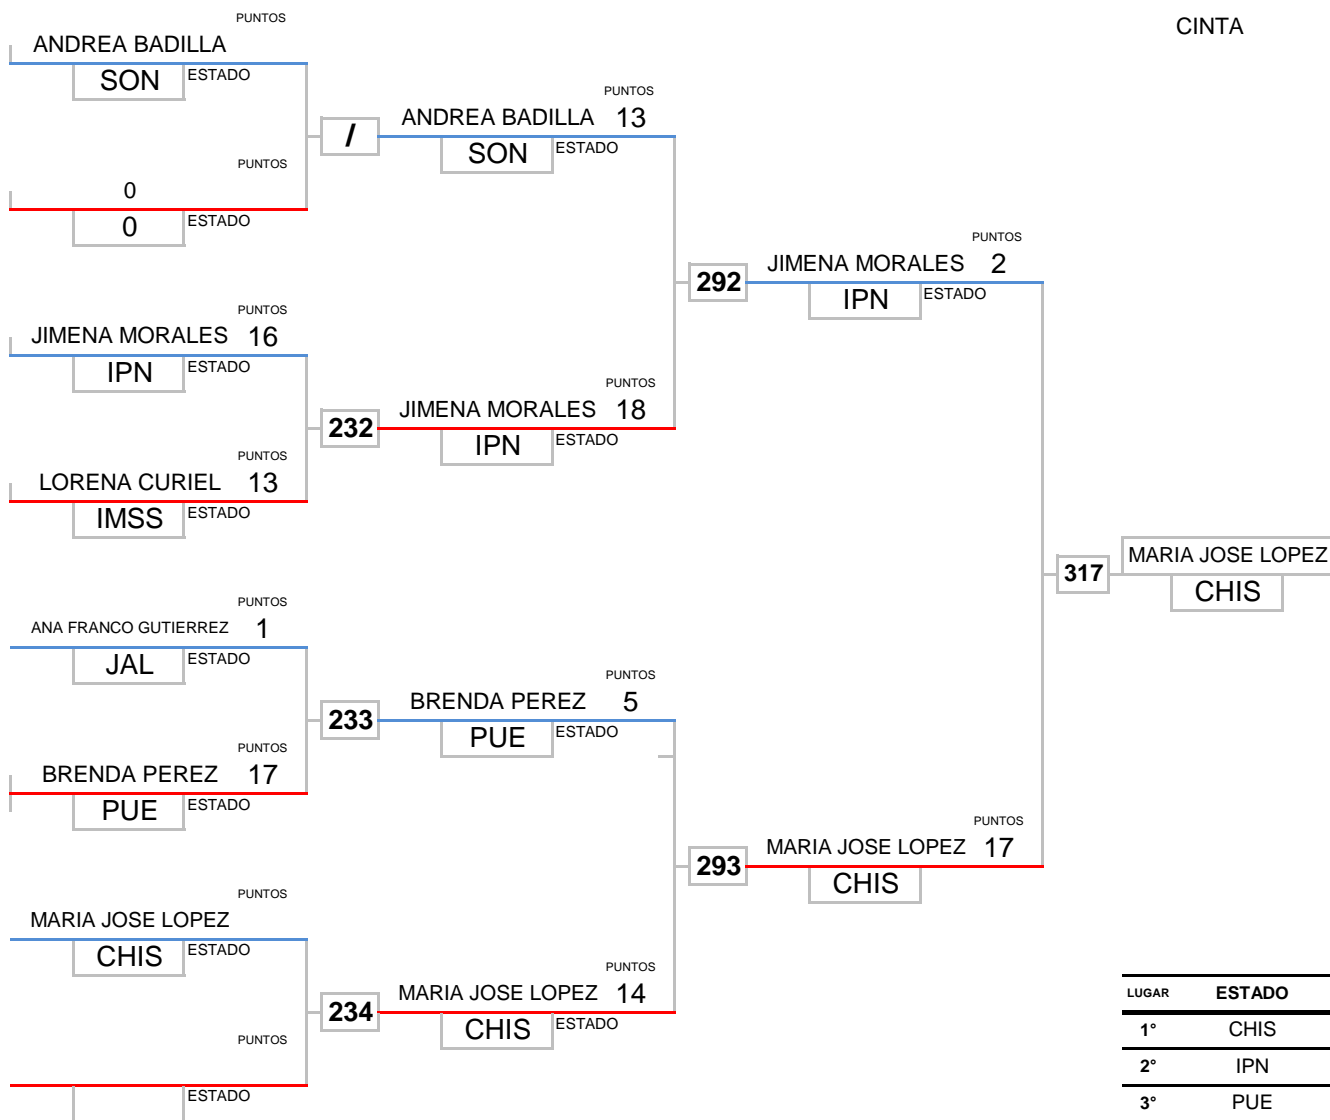 PUNTOS
CINTA
ANDREA BADILLA
SON ESTADO
PUNTOS
ANDREA BADILLA 13
/
SON ESTADO
PUNTOS
0
0 ESTADO
PUNTOS
JIMENA MORALES 2
292
IPN ESTADO
PUNTOS
JIMENA MORALES 16
IPN ESTADO
PUNTOS
JIMENA MORALES 18
232
IPN ESTADO
PUNTOS
LORENA CURIEL 13
IMSS ESTADO
MARIA JOSE LOPEZ
317
CHIS
PUNTOS
ANA FRANCO GUTIERREZ 1
JAL ESTADO
PUNTOS
BRENDA PEREZ 5
233
PUE ESTADO
PUNTOS
BRENDA PEREZ 17
PUE ESTADO
PUNTOS
MARIA JOSE LOPEZ 17
293
CHIS
PUNTOS
MARIA JOSE LOPEZ
CHIS ESTADO
PUNTOS
MARIA JOSE LOPEZ 14
234
CHIS ESTADO
PUNTOS
ESTADO
LUGAR ESTADO
1° CHIS
2° IPN
3° PUE